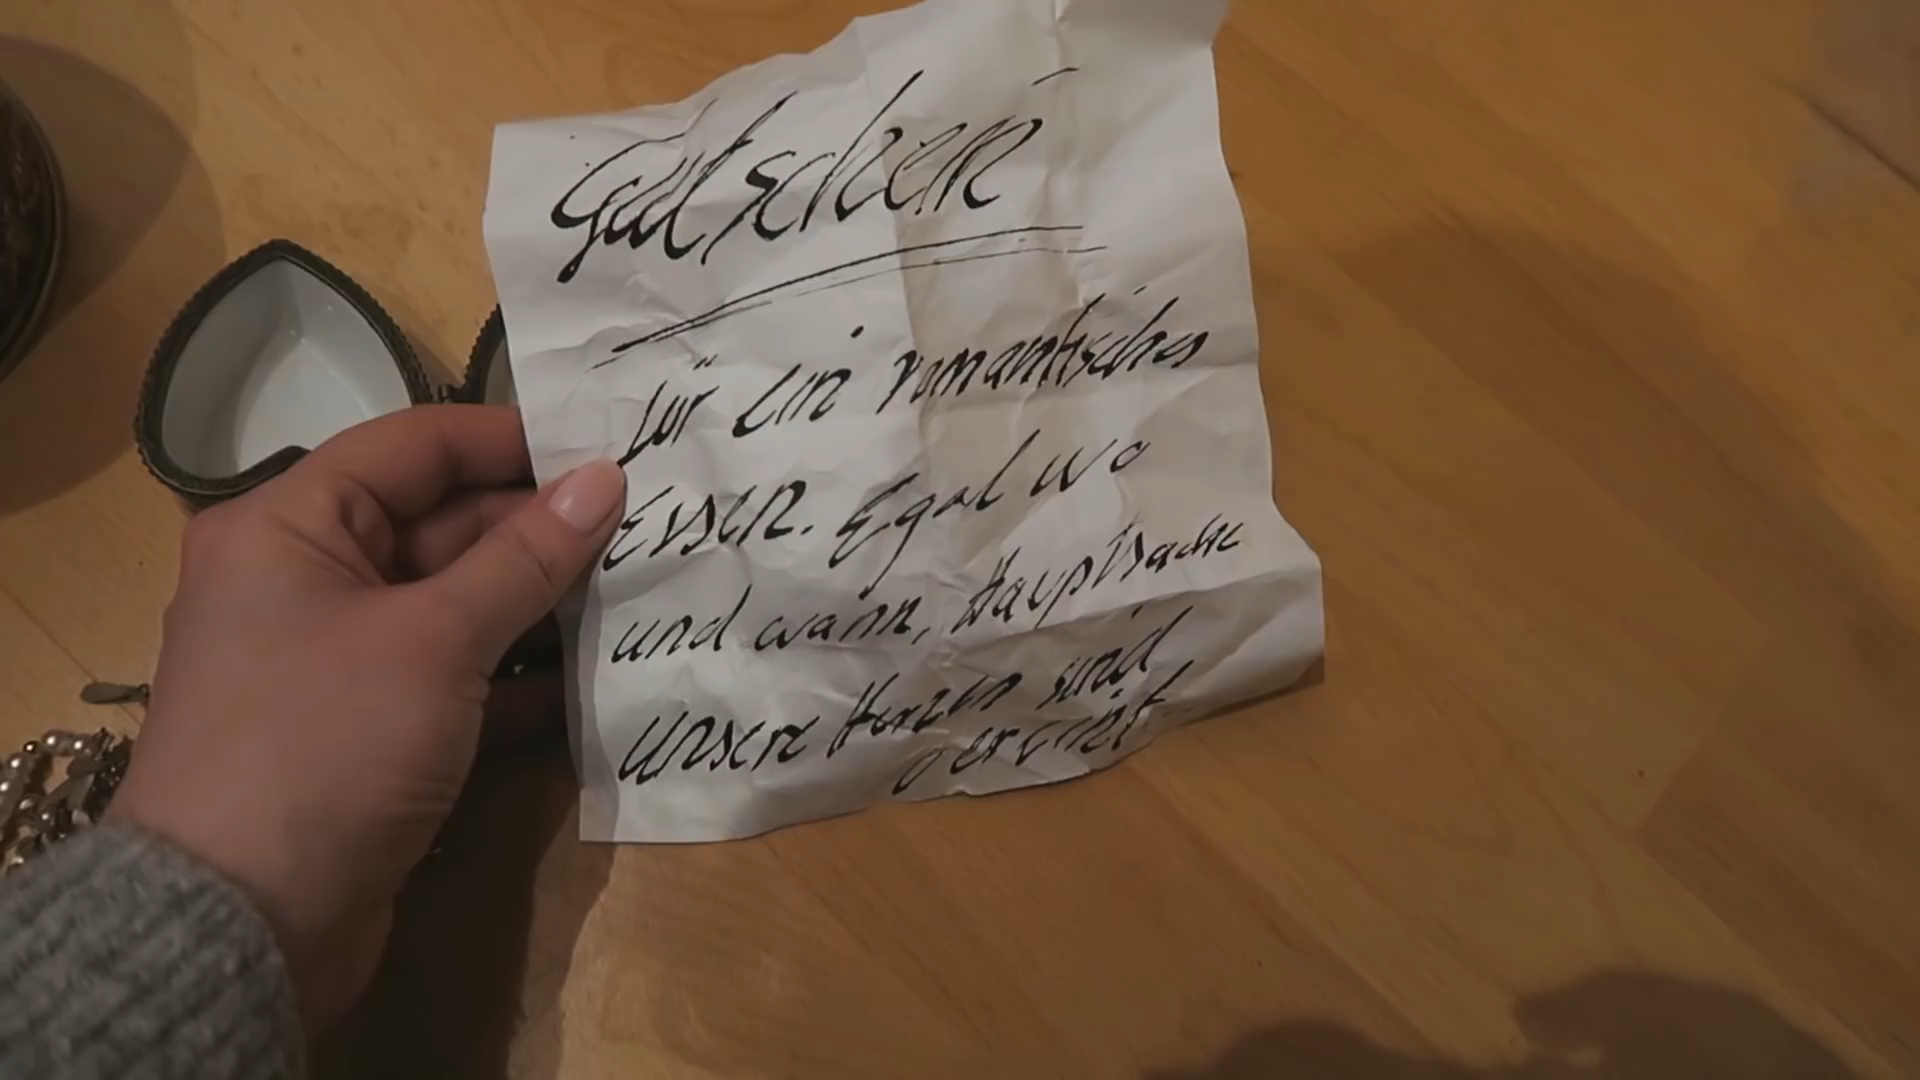 Gutschein
für ein romantisches
Essen. Egal wo
und wann, Hauptsache
unsere Herzen sind
vereint